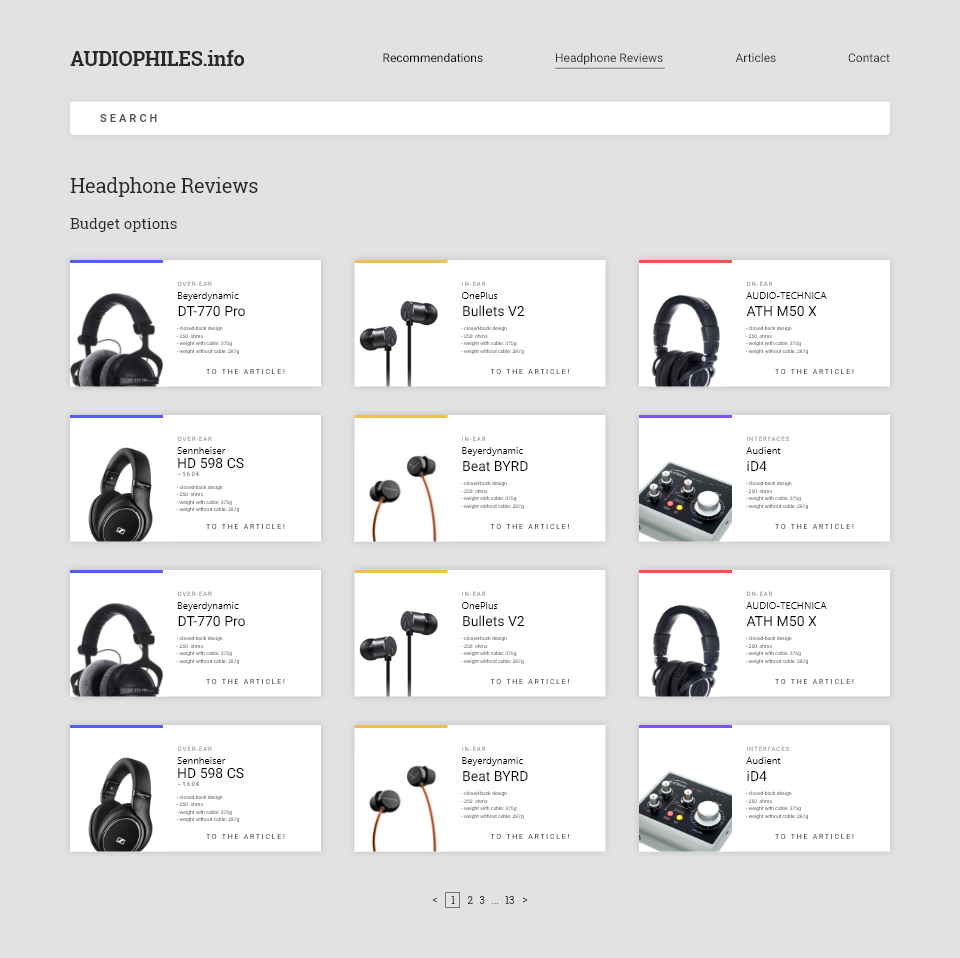 AUDIOPHILES.info
Recommendations
Headphone Reviews
Articles
Contact
SEARCH
Headphone Reviews
Budget options
OVER-EAR
Beyerdynamic
DT-770 Pro
- closed-back design
- 250 ohms
- weight with cable: 375g
- weight without cable: 287g
TO THE ARTICLE!
IN-EAR
OnePlus
Bullets V2
- closed-back design
- 250 ohms
- weight with cable: 375g
- weight without cable: 287g
TO THE ARTICLE!
ON-EAR
AUDIO-TECHNICA
ATH M50 X
- closed-back design
- 250 ohms
- weight with cable: 375g
- weight without cable: 287g
TO THE ARTICLE!
OVER-EAR
Sennheiser
HD 598 CS
~160€
- closed-back design
- 250 ohms
- weight with cable: 375g
- weight without cable: 287g
TO THE ARTICLE!
IN-EAR
Beyerdynamic
Beat BYRD
- closed-back design
- 250 ohms
- weight with cable: 375g
- weight without cable: 287g
TO THE ARTICLE!
INTERFACES
Audient
iD4
- closed-back design
- 250 ohms
- weight with cable: 375g
- weight without cable: 287g
TO THE ARTICLE!
OVER-EAR
Beyerdynamic
DT-770 Pro
- closed-back design
- 250 ohms
- weight with cable: 375g
- weight without cable: 287g
TO THE ARTICLE!
IN-EAR
OnePlus
Bullets V2
- closed-back design
- 250 ohms
- weight with cable: 375g
- weight without cable: 287g
TO THE ARTICLE!
ON-EAR
AUDIO-TECHNICA
ATH M50 X
- closed-back design
- 250 ohms
- weight with cable: 375g
- weight without cable: 287g
TO THE ARTICLE!
OVER-EAR
Sennheiser
HD 598 CS
~160€
- closed-back design
- 250 ohms
- weight with cable: 375g
- weight without cable: 287g
TO THE ARTICLE!
IN-EAR
Beyerdynamic
Beat BYRD
- closed-back design
- 250 ohms
- weight with cable: 375g
- weight without cable: 287g
TO THE ARTICLE!
INTERFACES
Audient
iD4
- closed-back design
- 250 ohms
- weight with cable: 375g
- weight without cable: 287g
TO THE ARTICLE!
< 1 2 3 ... 13 >